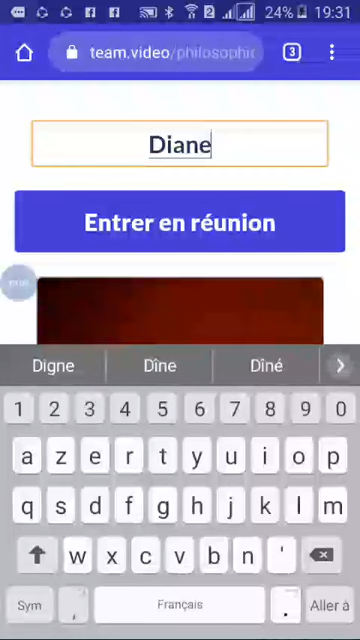 2 24% 19:31
team.video/philosophic
3
Diane
Entrer en réunion
Digne Dîne Dîné
1 2 3 4 5 6 7 8 9 0
a z e r t y u i o p
q s d f g h j k l m
w x c v b n '
Sym , Français . Aller à